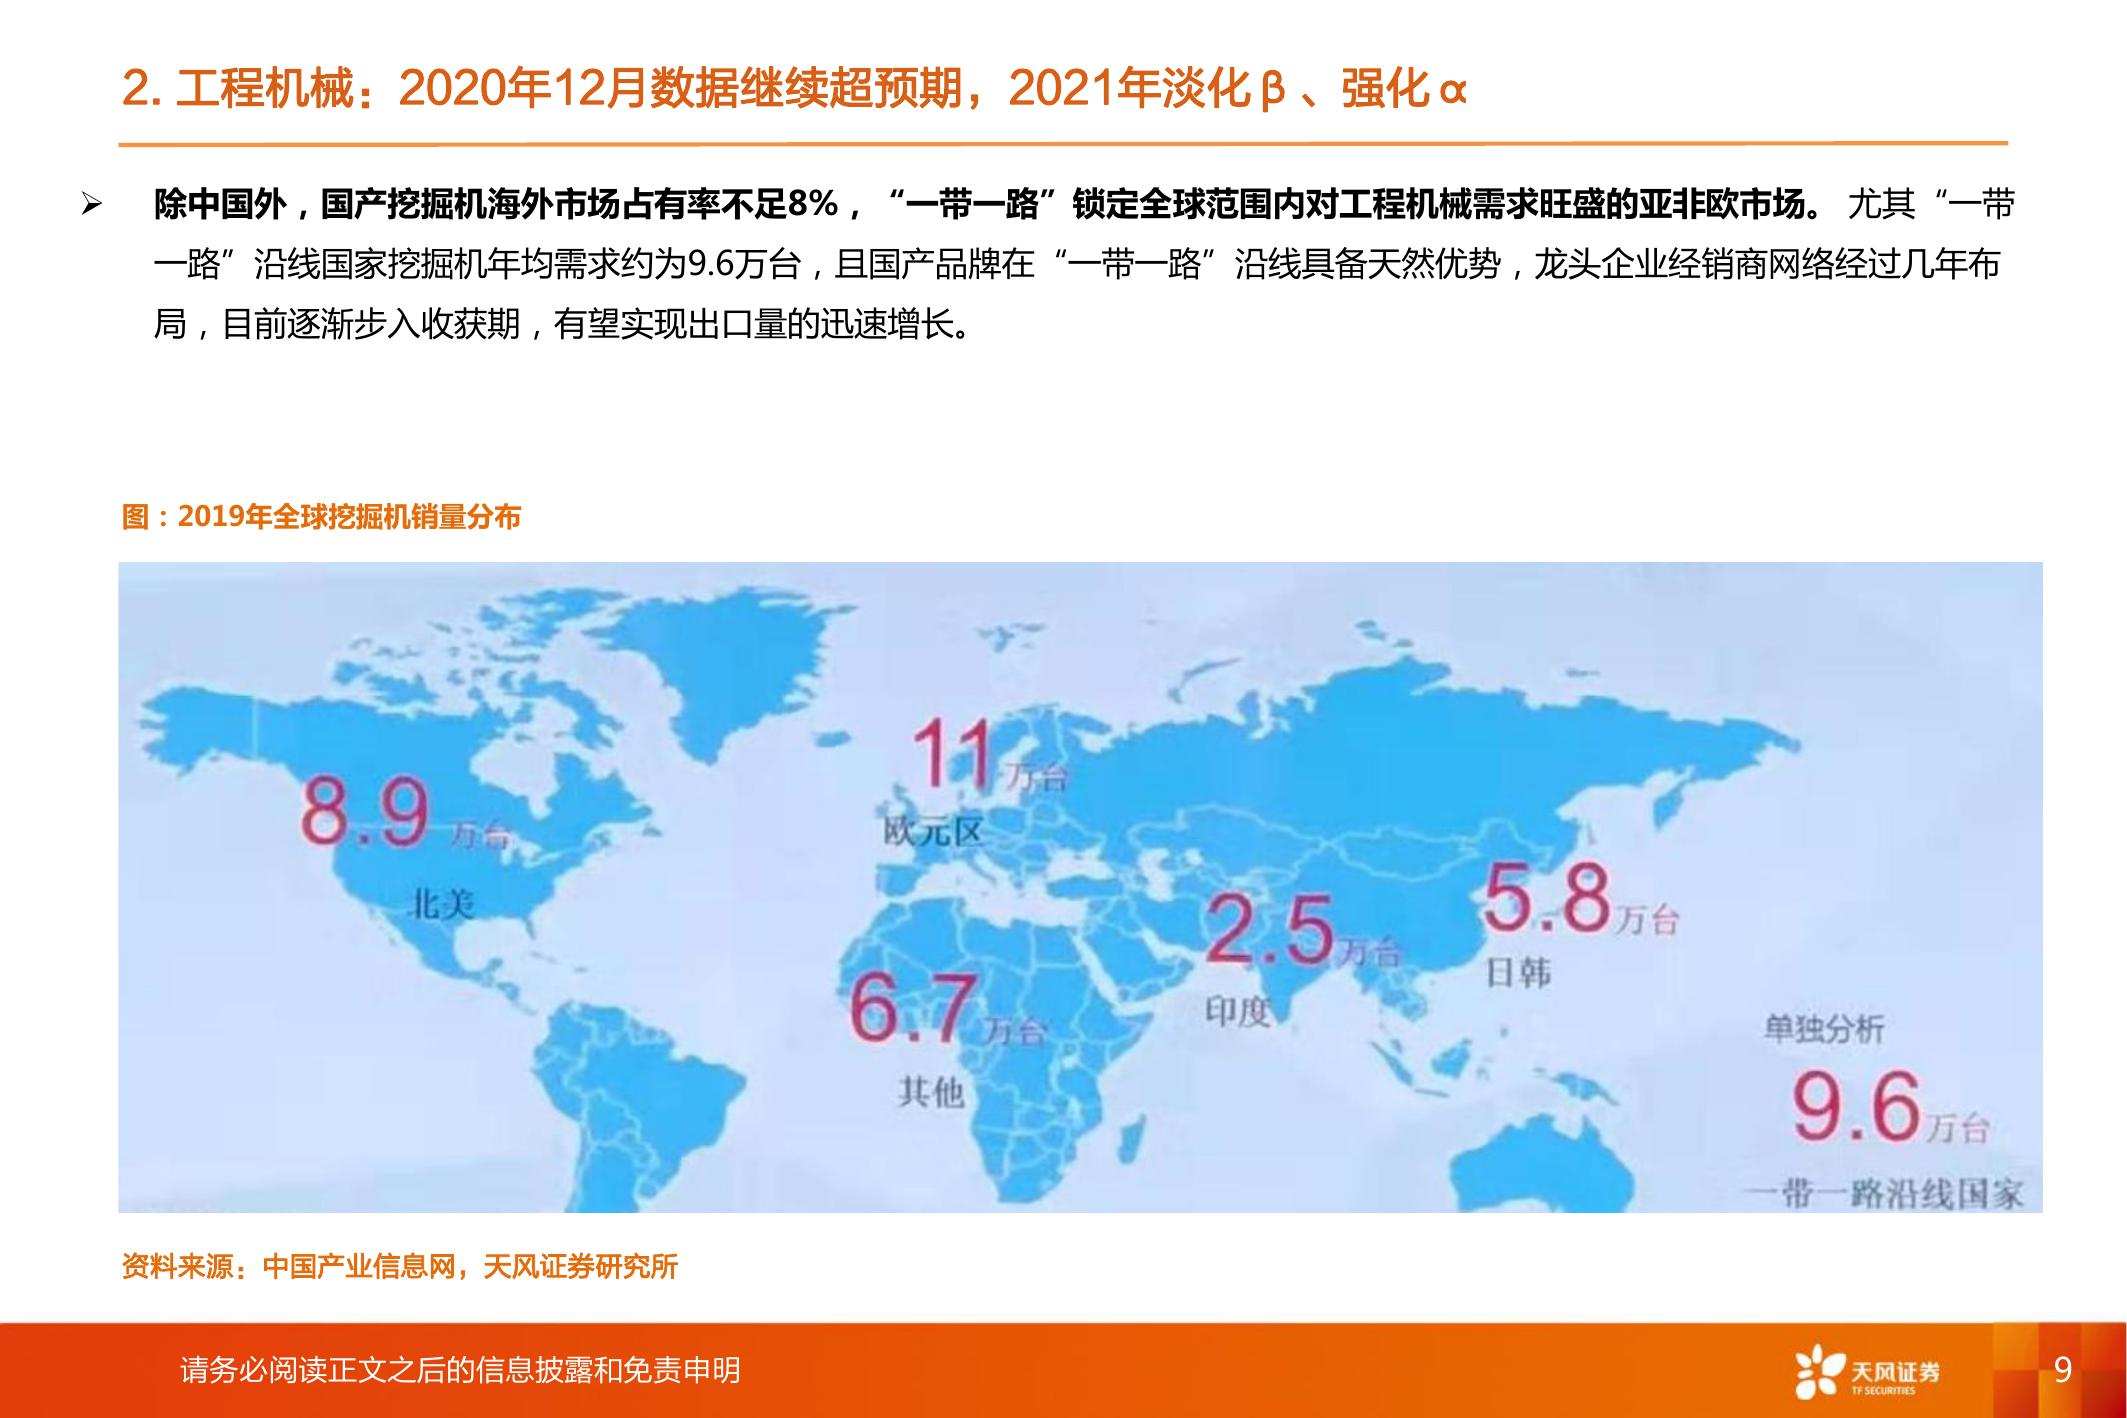 2. 工程机械：2020年12月数据继续超预期，2021年淡化β、强化α
➢ 除中国外，国产挖掘机海外市场占有率不足8%，“一带一路”锁定全球范围内对工程机械需求旺盛的亚非欧市场。 尤其“一带
一路”沿线国家挖掘机年均需求约为9.6万台，且国产品牌在“一带一路”沿线具备天然优势，龙头企业经销商网络经过几年布
局，目前逐渐步入收获期，有望实现出口量的迅速增长。
图：2019年全球挖掘机销量分布
11万台
欧元区
8.9万台
北美
5.8万台
日韩
2.5万台
印度
6.7万台
其他
单独分析
9.6万台
一带一路沿线国家
资料来源：中国产业信息网，天风证券研究所
请务必阅读正文之后的信息披露和免责申明
天风证券
TF SECURITIES
9